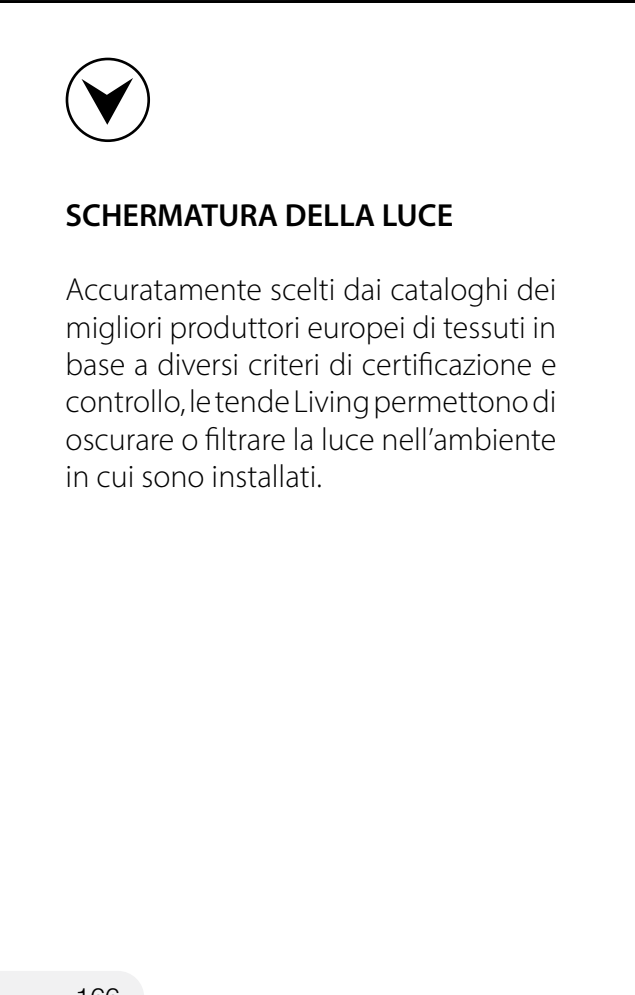 SCHERMATURA DELLA LUCE
Accuratamente scelti dai cataloghi dei
migliori produttori europei di tessuti in
base a diversi criteri di certificazione e
controllo, le tende Living permettono di
oscurare o filtrare la luce nell'ambiente
in cui sono installati.
166